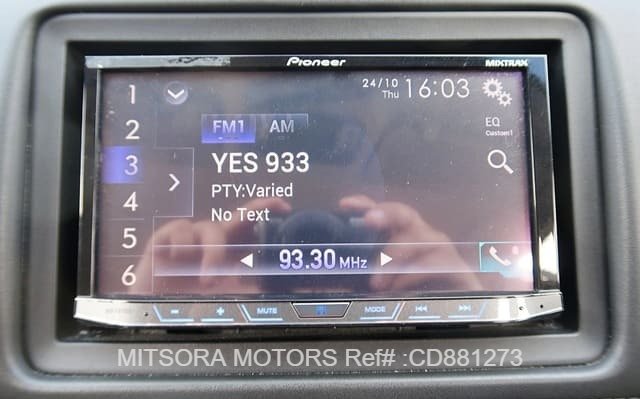 Pioneer
MIXTRAX
1
2
3
4
5
6
24/10
Thu
16:03
FM1
AM
EQ
Custom1
YES 933
PTY:Varied
No Text
93.30 MHz
MUTE
MODE
MITSORA MOTORS Ref# :CD881273